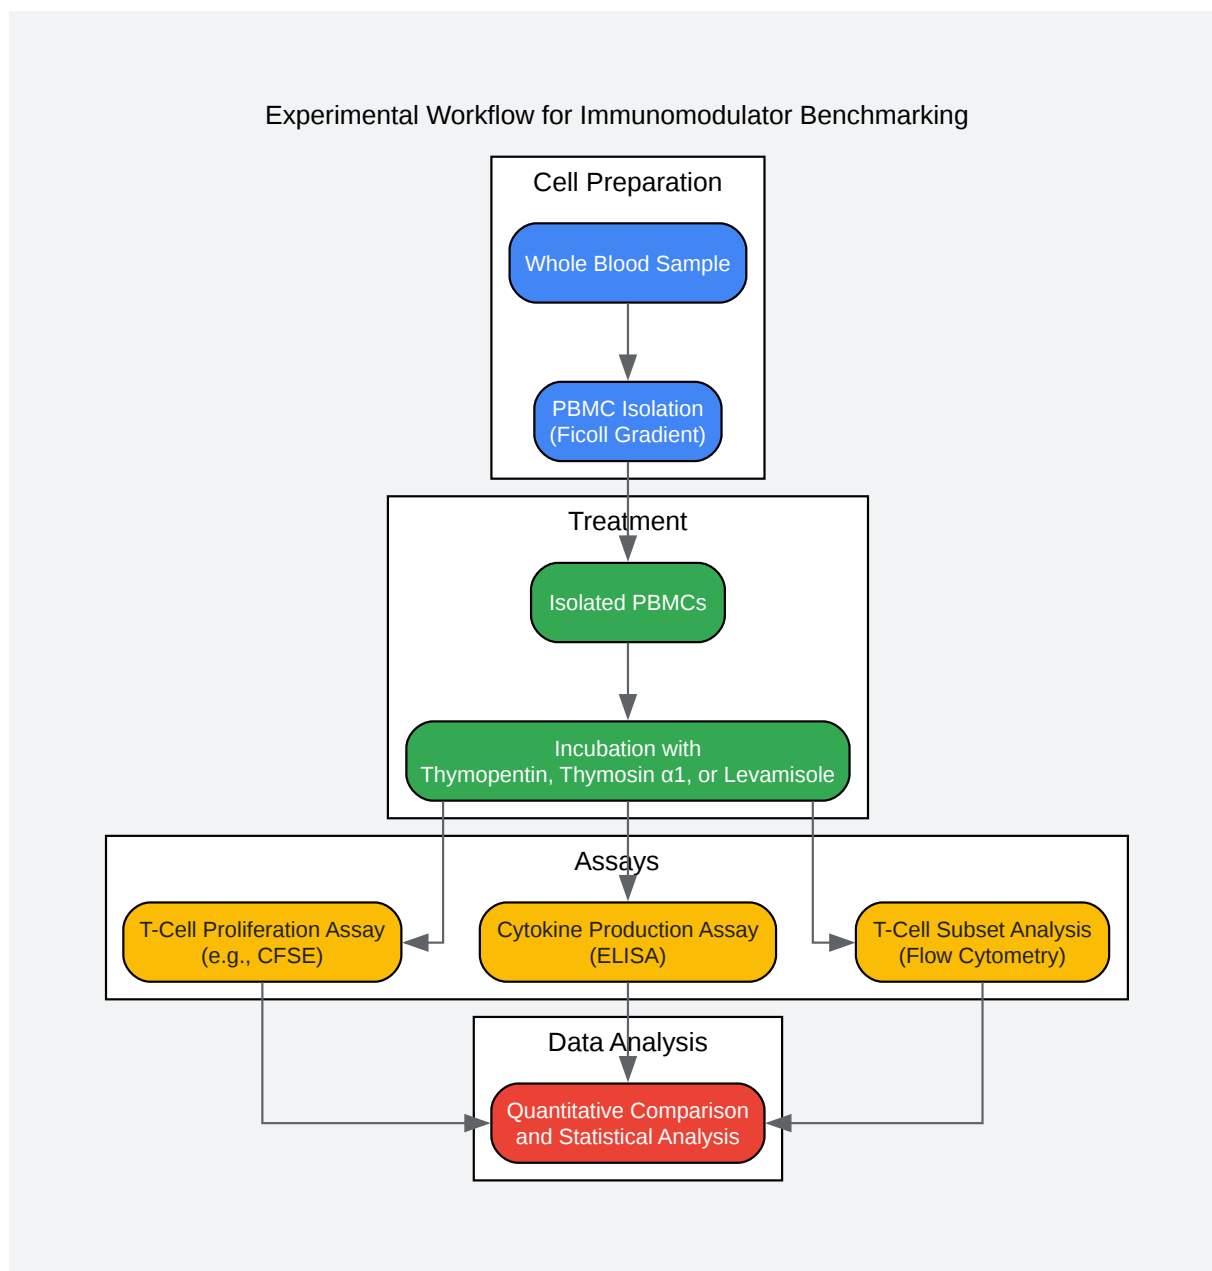 Experimental Workflow for Immunomodulator Benchmarking
Cell Preparation
Whole Blood Sample
PBMC Isolation
(Ficoll Gradient)
Treatment
Isolated PBMCs
Incubation with
Thymopentin, Thymosin α1, or Levamisole
Assays
T-Cell Proliferation Assay
(e.g., CFSE)
Cytokine Production Assay
(ELISA)
T-Cell Subset Analysis
(Flow Cytometry)
Data Analysis
Quantitative Comparison
and Statistical Analysis